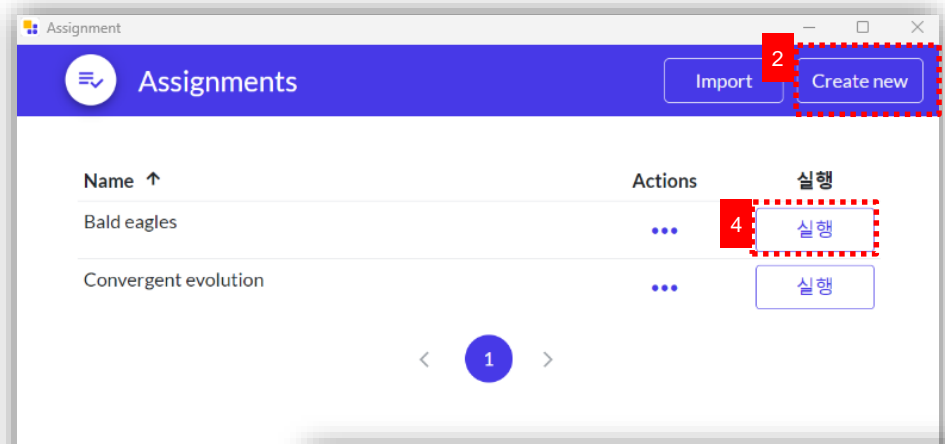 Assignment
Assignments Import 2 Create new
Name Actions 실행
Bald eagles ••• 4 실행
Convergent evolution ••• 실행
< 1 >